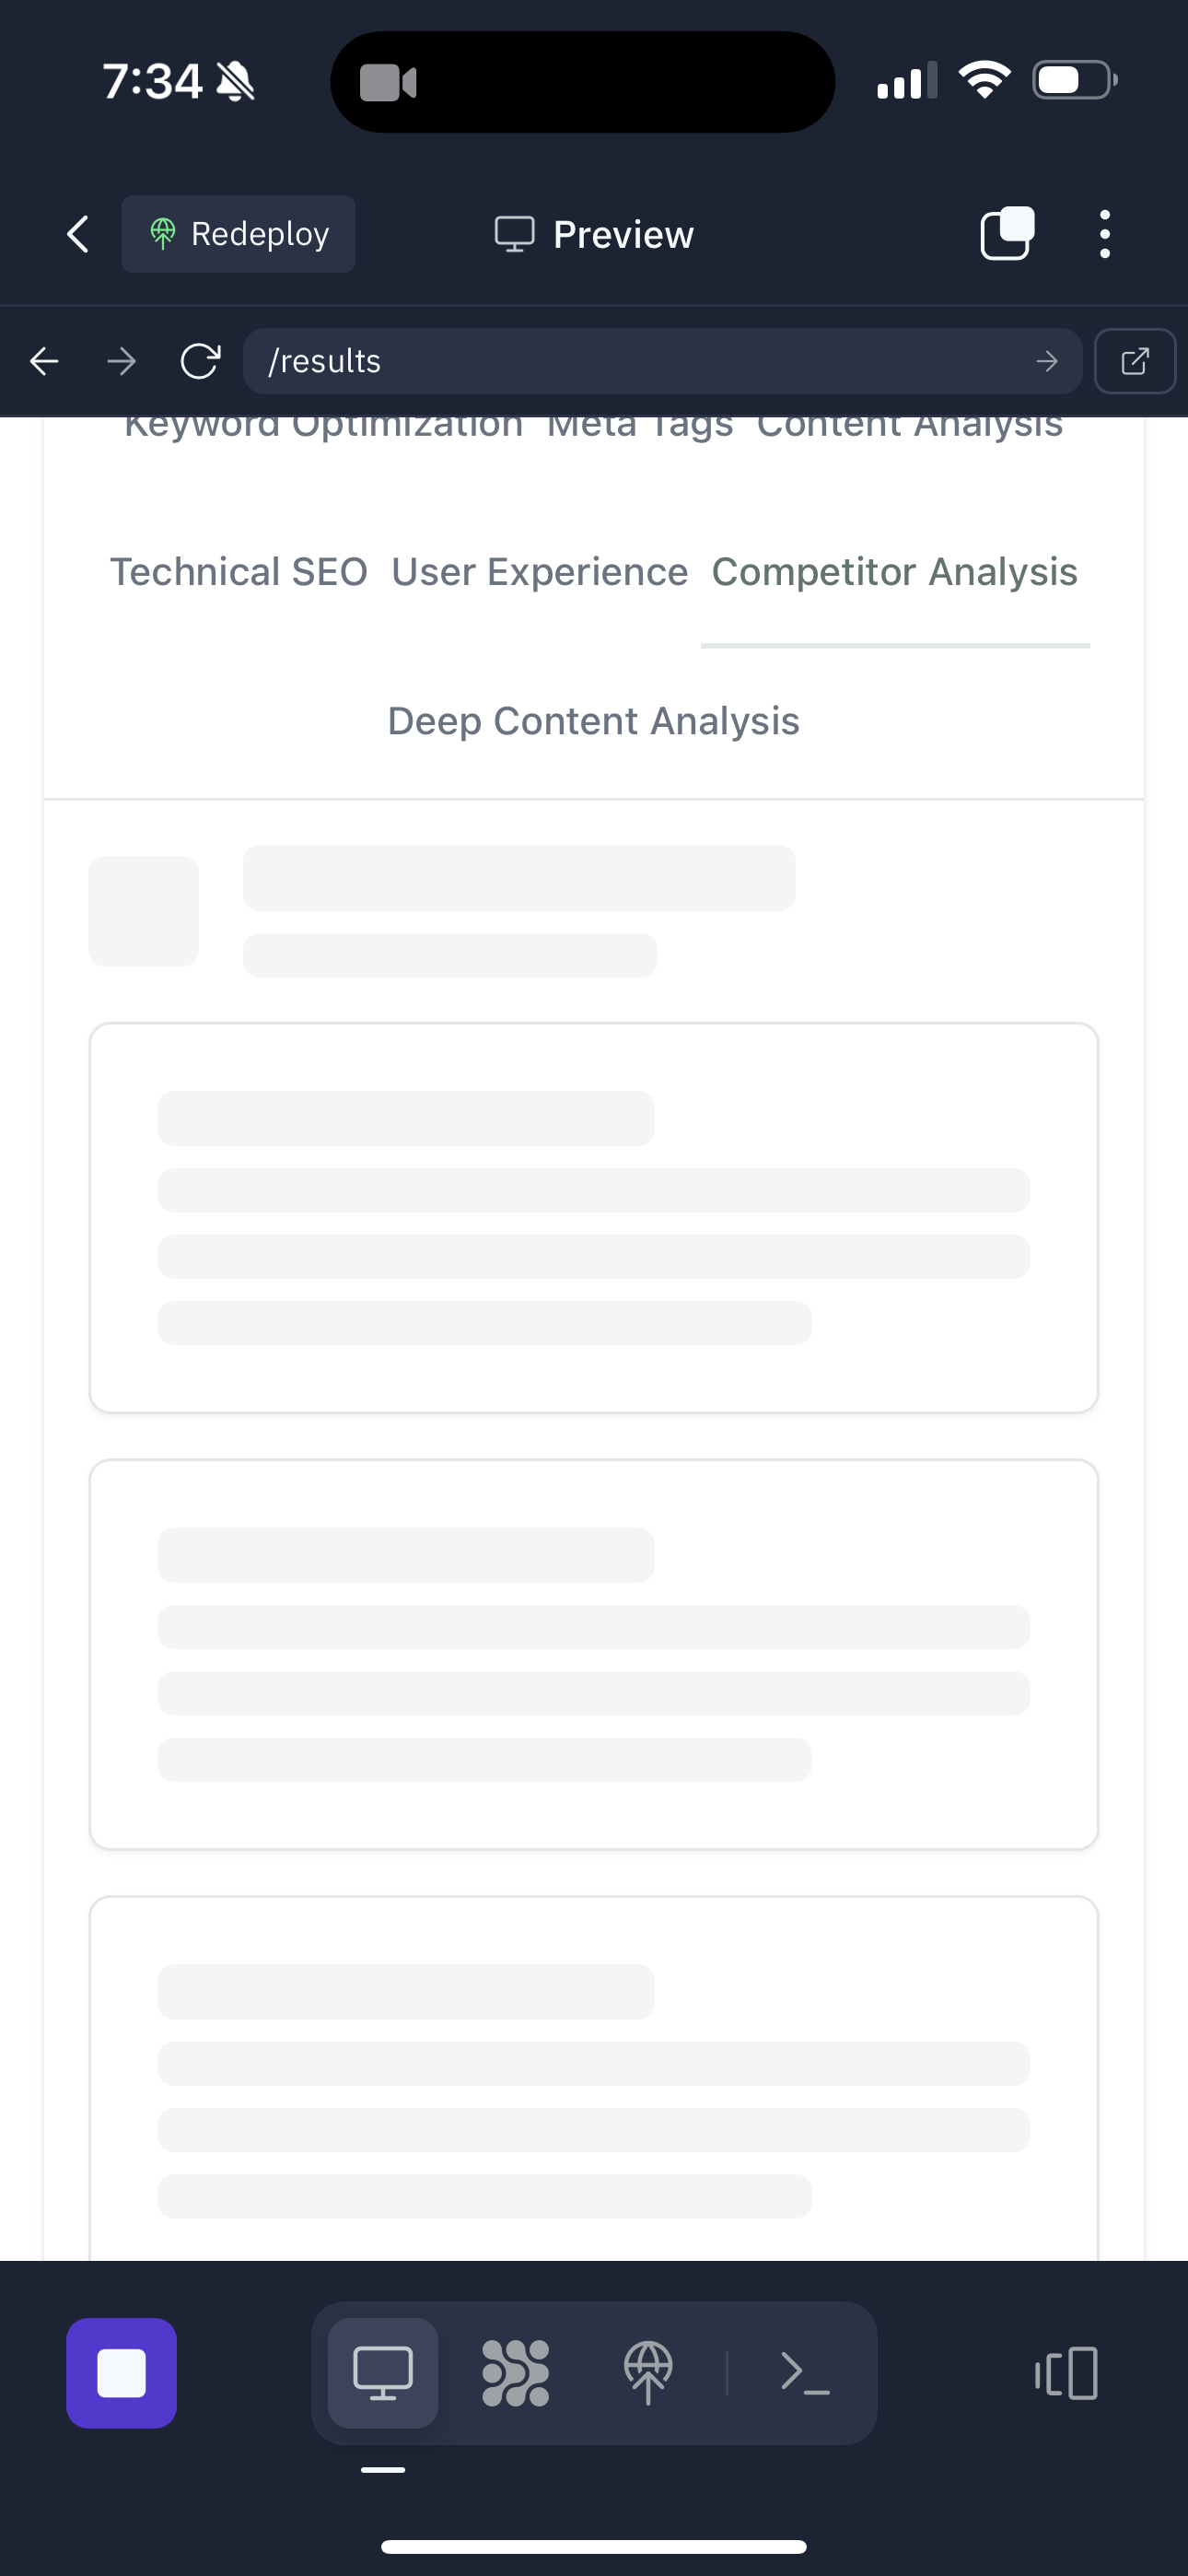 7:34
Redeploy
Preview
/results
Keyword Optimization Meta Tags Content Analysis
Technical SEO User Experience Competitor Analysis
Deep Content Analysis